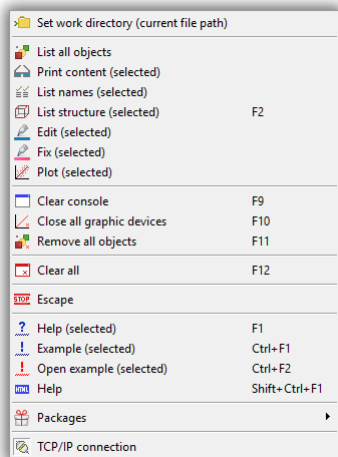 Set work directory (current file path)
List all objects
Print content (selected)
List names (selected)
List structure (selected) F2
Edit (selected)
Fix (selected)
Plot (selected)
Clear console F9
Close all graphic devices F10
Remove all objects F11
Clear all F12
STOP Escape
Help (selected) F1
Example (selected) Ctrl+F1
Open example (selected) Ctrl+F2
HTML Help Shift+Ctrl+F1
Packages
TCP/IP connection